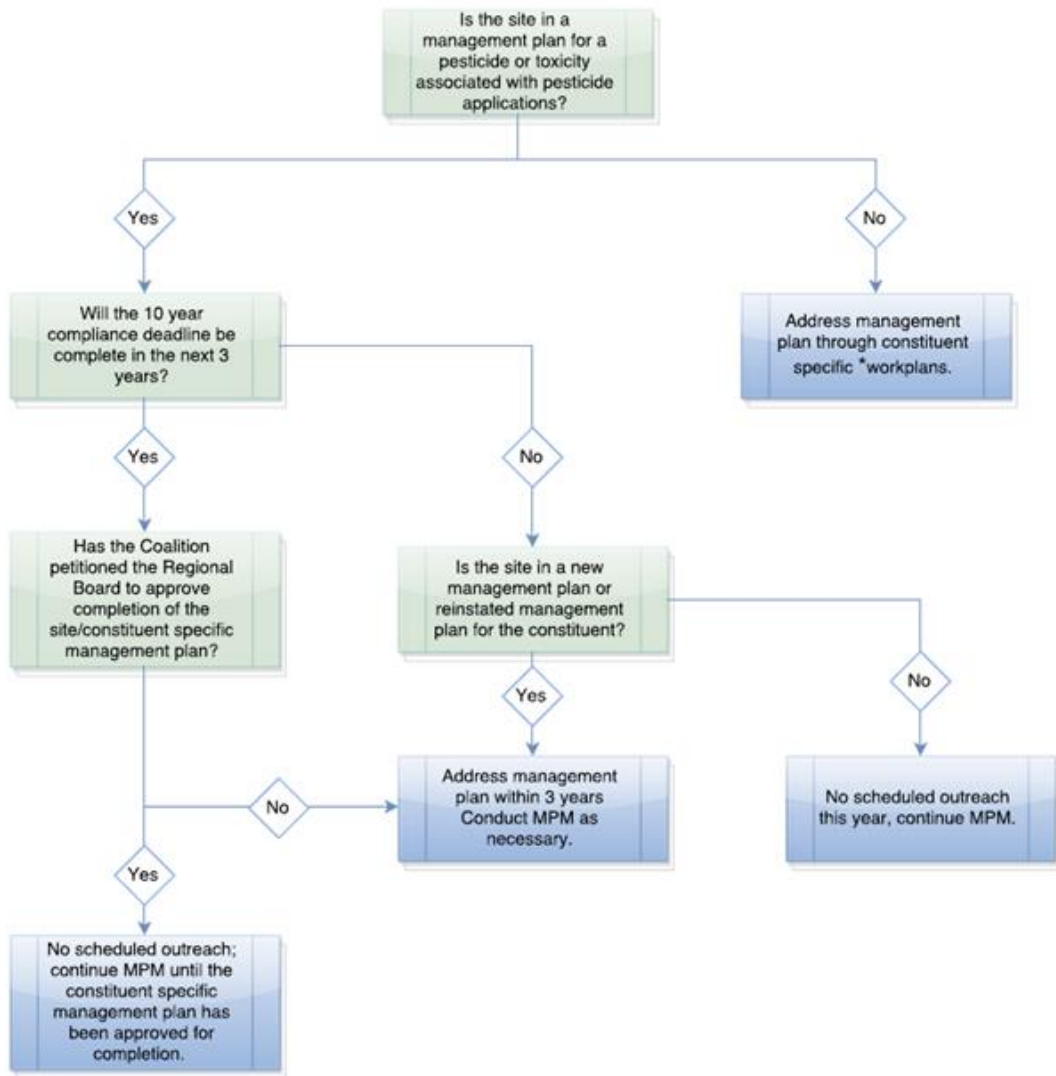 Is the site in a
management plan for a
pesticide or toxicity
associated with pesticide
applications?
Yes
No
Will the 10 year
compliance deadline be
complete in the next 3
years?
Address management
plan through constituent
specific *workplans.
Yes
No
Has the Coalition
petitioned the Regional
Board to approve
completion of the
site/constituent specific
management plan?
Is the site in a new
management plan or
reinstated management
plan for the constituent?
Yes
No
No
Address management
plan within 3 years
Conduct MPM as
necessary.
No scheduled outreach
this year, continue MPM.
Yes
No scheduled outreach;
continue MPM until the
constituent specific
management plan has
been approved for
completion.